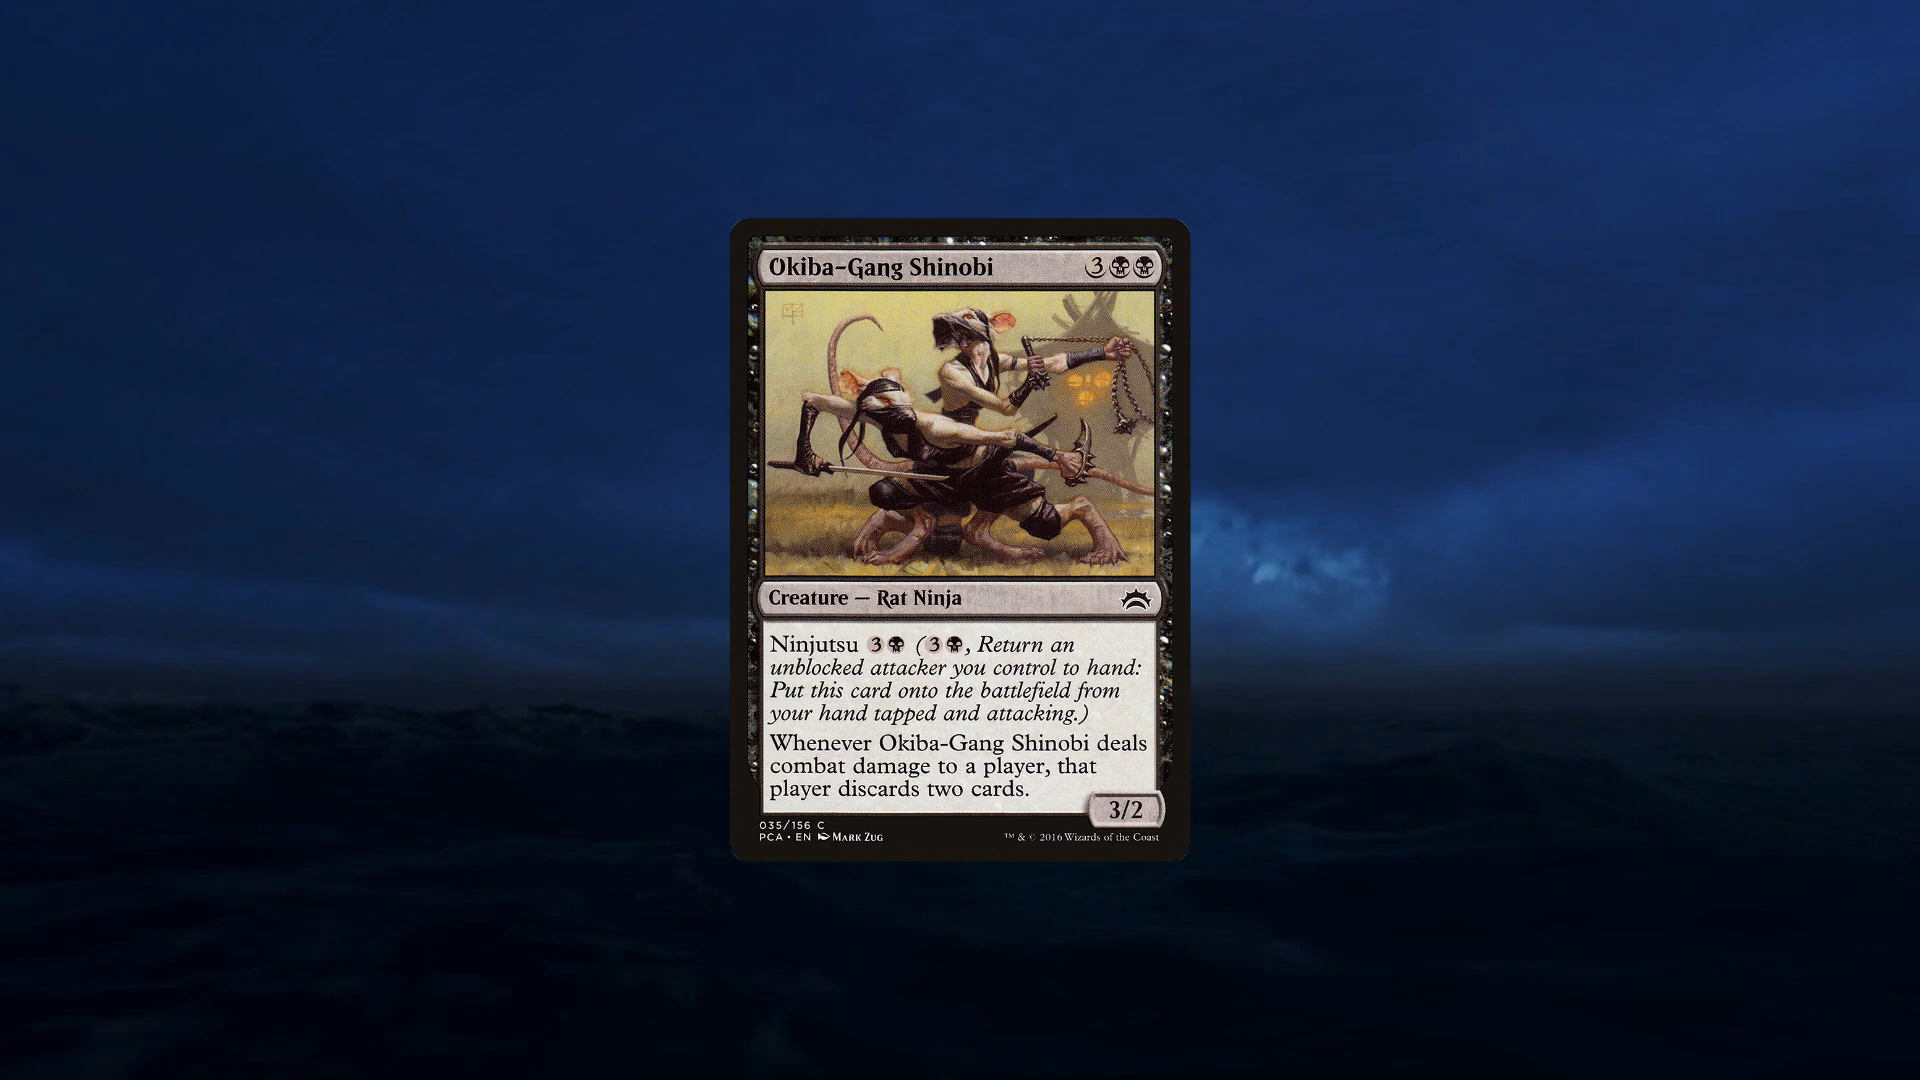 Okiba-Gang Shinobi 3
Creature — Rat Ninja
Ninjutsu 3 (3, Return an
unblocked attacker you control to hand:
Put this card onto the battlefield from
your hand tapped and attacking.)
Whenever Okiba-Gang Shinobi deals
combat damage to a player, that
player discards two cards.
3/2
035/156 C
PCA • EN Mark Zug
™ & © 2016 Wizards of the Coast